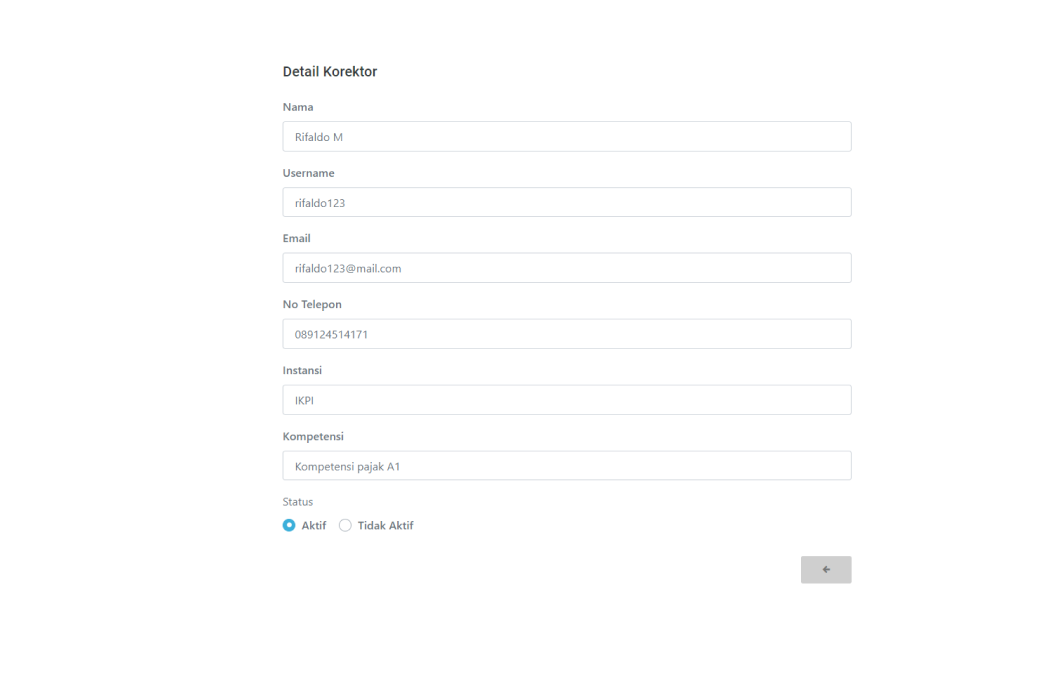 Detail Korektor
Nama
Rifaldo M
Username
rifaldo123
Email
rifaldo123@mail.com
No Telepon
089124514171
Instansi
IKPI
Kompetensi
Kompetensi pajak A1
Status
Aktif Tidak Aktif